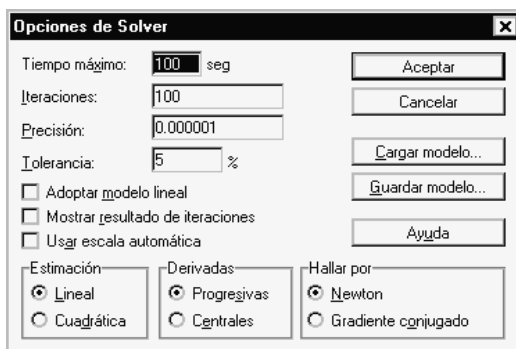 Opciones de Solver
Tiempo máximo: 100 seg
Aceptar
Iteraciones: 100
Cancelar
Precisión: 0.000001
Cargar modelo...
Tolerancia: 5 %
Guardar modelo...
Adoptar modelo lineal
Mostrar resultado de iteraciones
Ayuda
Usar escala automática
Estimación
Lineal
Cuadrática
Derivadas
Progresivas
Centrales
Hallar por
Newton
Gradiente conjugado